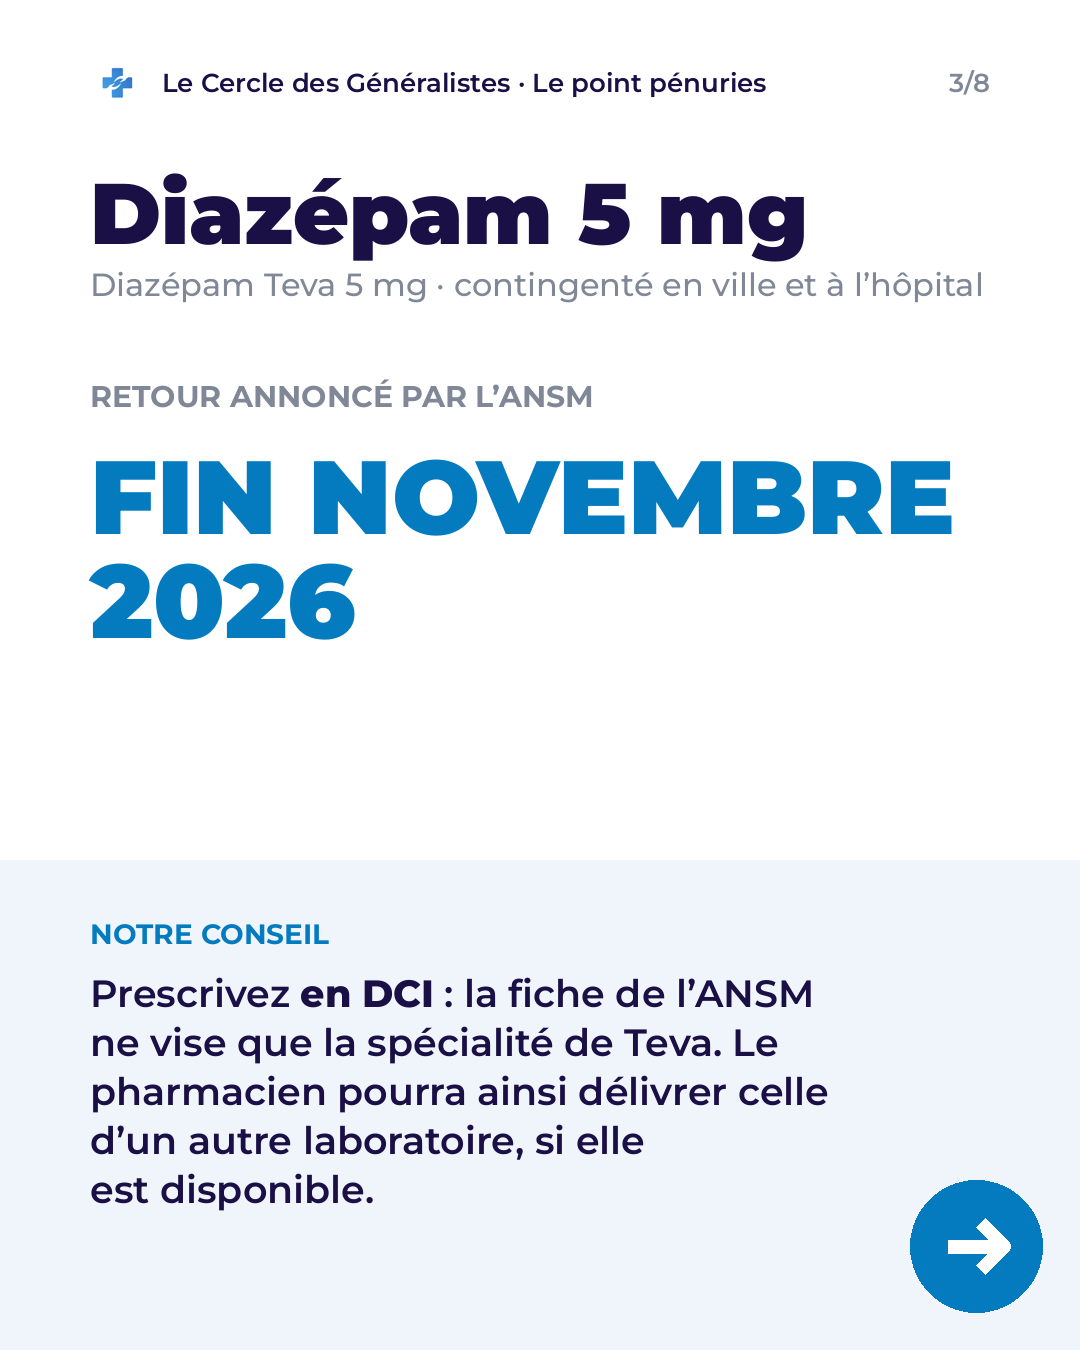 Le Cercle des Généralistes · Le point pénuries
3/8
Diazépam 5 mg
Diazépam Teva 5 mg · contingenté en ville et à l’hôpital
RETOUR ANNONCÉ PAR L’ANSM
FIN NOVEMBRE
2026
NOTRE CONSEIL
Prescrivez en DCI : la fiche de l’ANSM
ne vise que la spécialité de Teva. Le
pharmacien pourra ainsi délivrer celle
d’un autre laboratoire, si elle
est disponible.